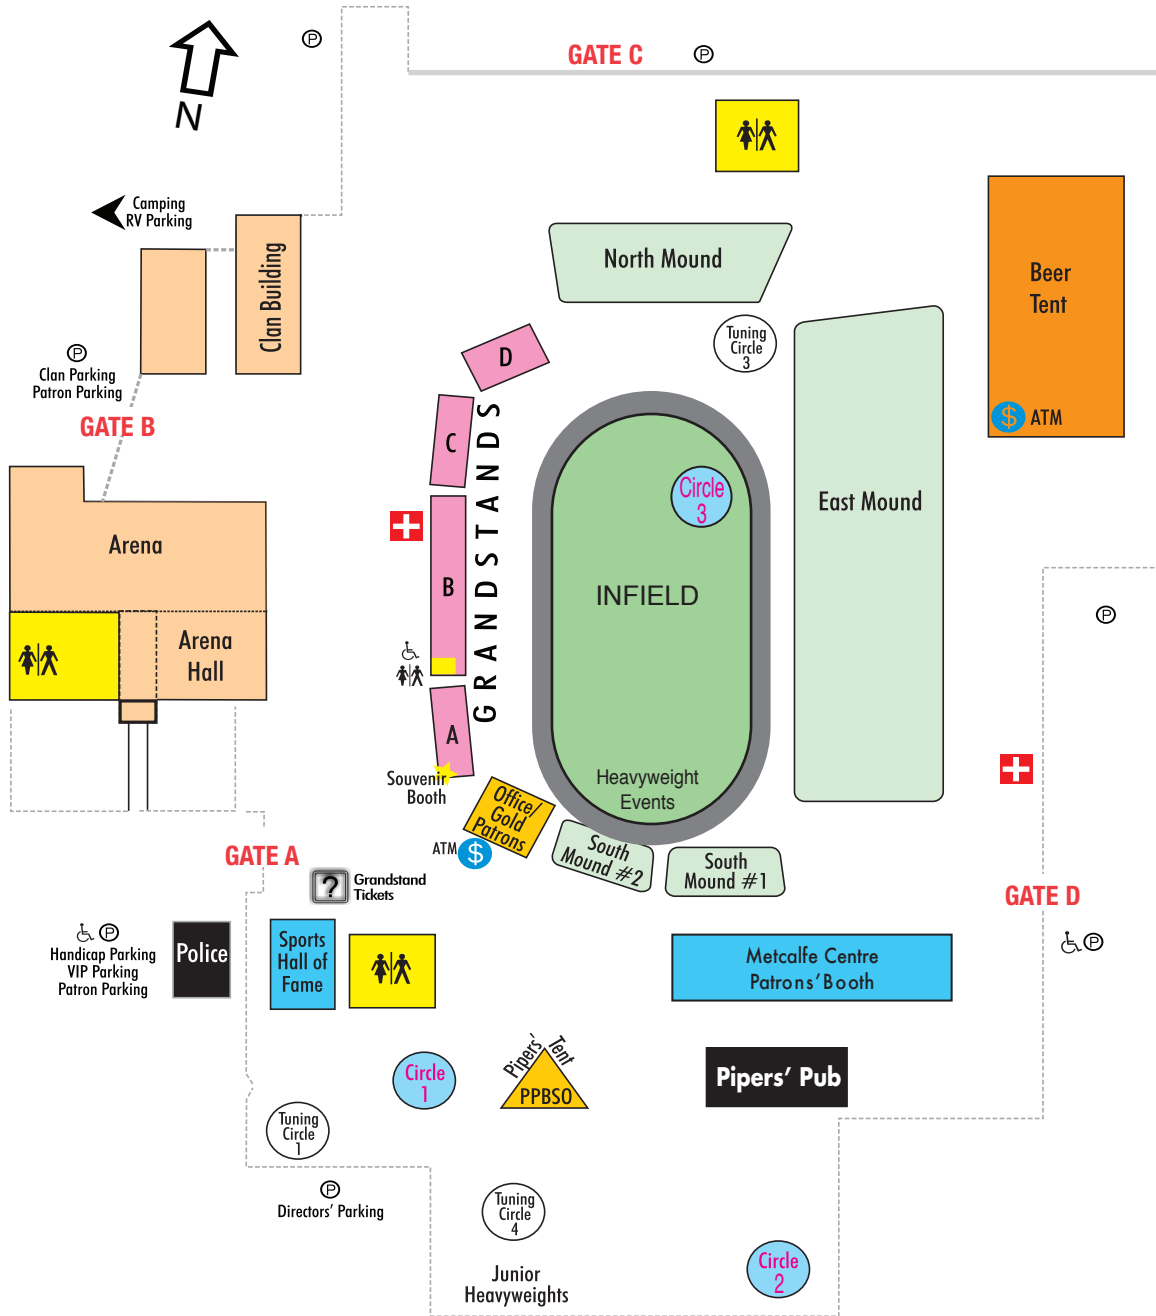 GATE C
P
P
N
Camping
RV Parking
Clan Building
North Mound
Beer
Tent
Tuning
Circle
3
P
Clan Parking
Patron Parking
D
GATE B
C
GRANDSTANDS
$ ATM
Circle
3
East Mound
Arena
B
INFIELD
P
Arena
Hall
A
Souvenir
Booth
Heavyweight
Events
Office/
Gold
Patrons
ATM $
South
Mound #2
South
Mound #1
GATE A
? Grandstand
Tickets
GATE D
P
Handicap Parking
VIP Parking
Patron Parking
Police
Sports
Hall of
Fame
P
Metcalfe Centre
Patrons' Booth
Pipers' Tent
PPBSO
Circle
1
Pipers' Pub
Tuning
Circle
1
P
Directors' Parking
Tuning
Circle
4
Circle
2
Junior
Heavyweights